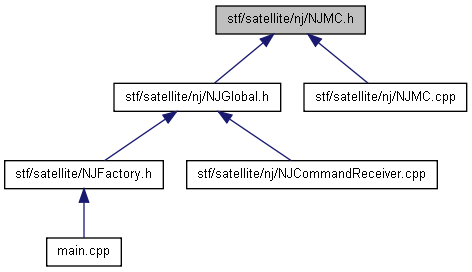 stf/satellite/nj/NJMC.h
stf/satellite/nj/NJGlobal.h
stf/satellite/nj/NJMC.cpp
stf/satellite/NJFactory.h
stf/satellite/nj/NJCommandReceiver.cpp
main.cpp